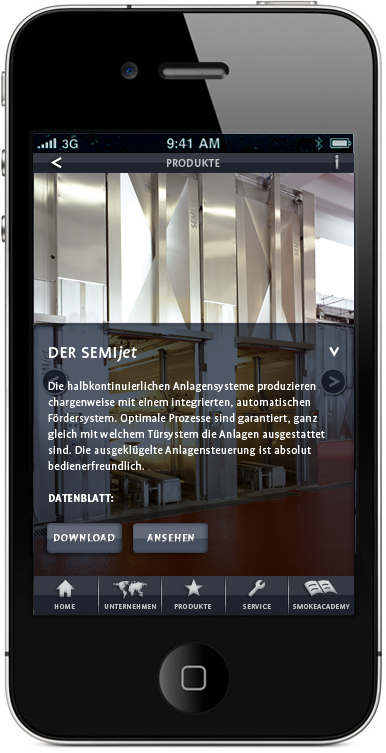 3G 9:41 AM
PRODUKTE
DER SEMIjet
Die halbkontinuierlichen Anlagensysteme produzieren
chargenweise mit einem integrierten, automatischen
Fördersystem. Optimale Prozesse sind garantiert, ganz
gleich mit welchem Türsystem die Anlagen ausgestattet
sind. Die ausgeklügelte Anlagensteuerung ist absolut
bedienerfreundlich.
DATENBLATT:
DOWNLOAD ANSEHEN
HOME UNTERNEHMEN PRODUKTE SERVICE SMOKEACADEMY